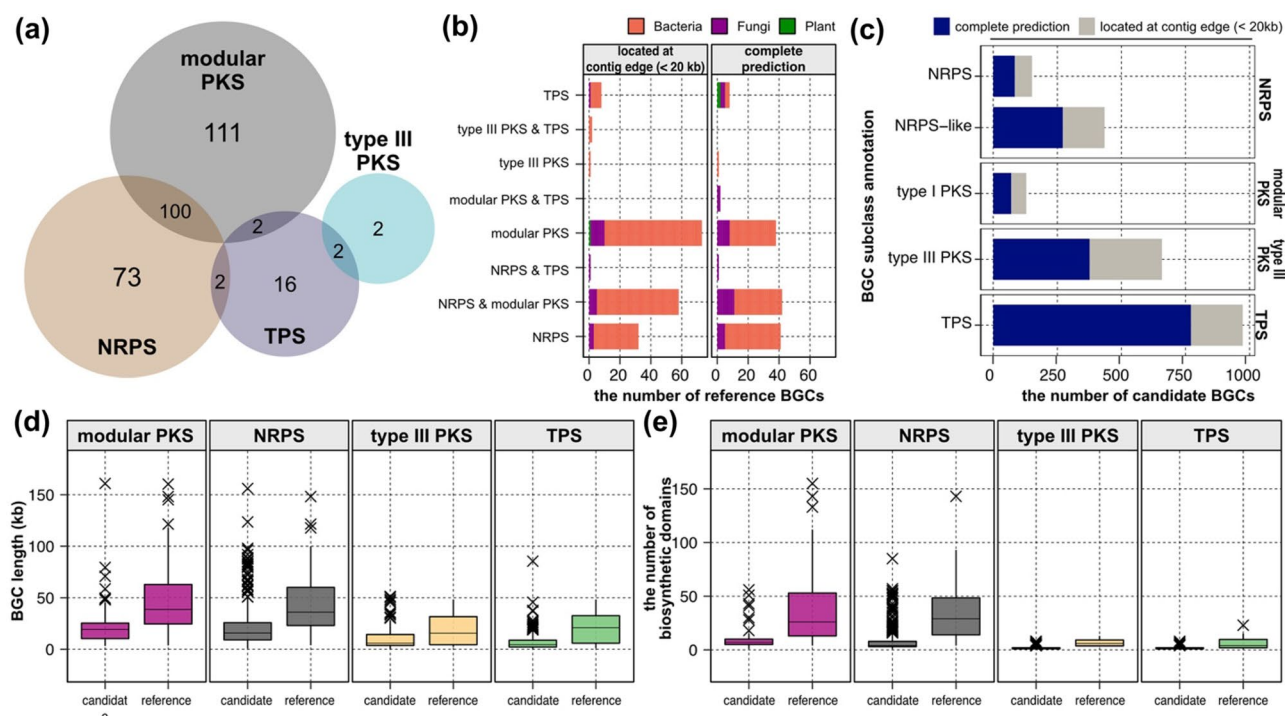 (a)
modular
PKS
111
type III
PKS
100
2
2
2
73
2
16
NRPS
TPS
(b)
Bacteria Fungi Plant
located at
contig edge (< 20 kb)
complete
prediction
TPS
type III PKS & TPS
type III PKS
modular PKS & TPS
modular PKS
NRPS & TPS
NRPS & modular PKS
NRPS
0 20 40 60 0 20 40 60
the number of reference BGCs
(c)
complete prediction located at contig edge (< 20kb)
BGC subclass annotation
NRPS
NRPS–like
type I PKS
type III PKS
TPS
NRPS
modular
PKS
type III
PKS
TPS
0 250 500 750 1000
the number of candidate BGCs
(d)
modular PKS NRPS type III PKS TPS
BGC length (kb)
150
100
50
0
candidat
reference candidate reference candidate reference candidate reference
(e)
modular PKS NRPS type III PKS TPS
the number of
biosynthetic domains
150
100
50
0
candidate reference candidate reference candidate reference candidate reference